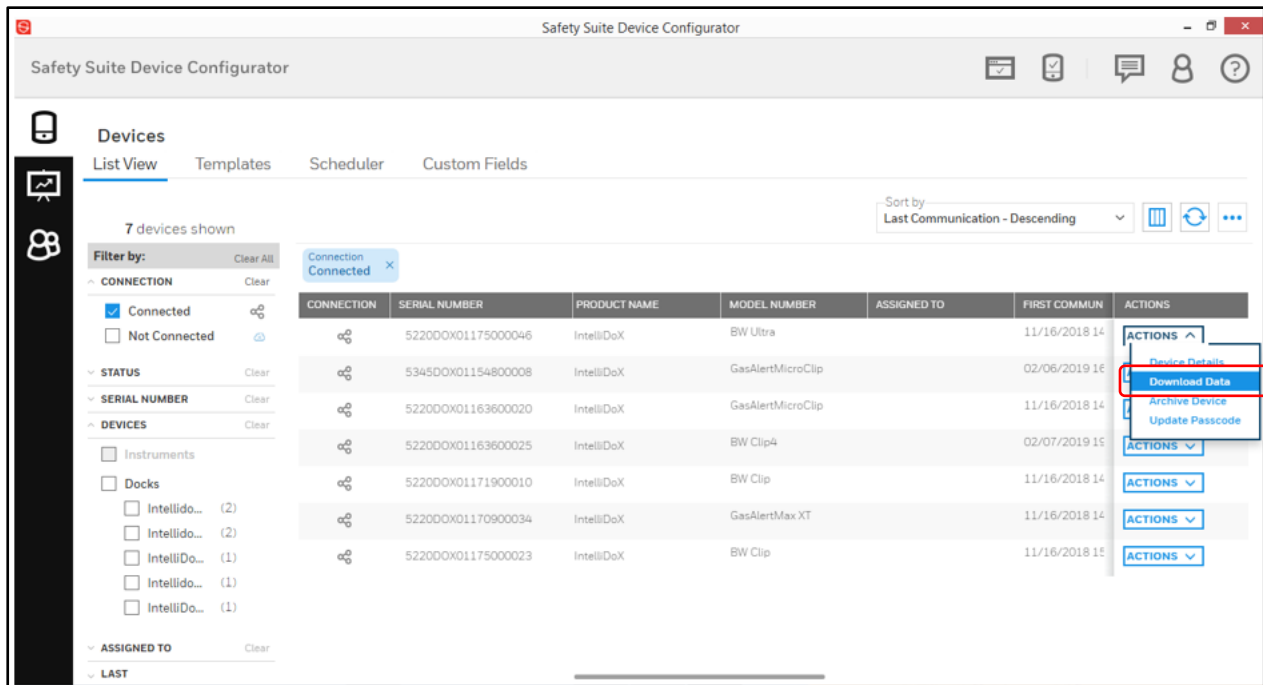 Safety Suite Device Configurator
Safety Suite Device Configurator
Devices
List View Templates Scheduler Custom Fields
Sort by
Last Communication - Descending
7 devices shown
Filter by: Clear All
Connection
Connected ×
CONNECTION Clear
Connected
Not Connected
STATUS Clear
SERIAL NUMBER Clear
DEVICES Clear
Instruments
Docks
Intellido... (2)
Intellido... (2)
IntelliDo... (1)
Intellido... (1)
IntelliDo... (1)
ASSIGNED TO Clear
LAST
CONNECTION SERIAL NUMBER PRODUCT NAME MODEL NUMBER ASSIGNED TO FIRST COMMUN ACTIONS
5220DOX01175000046 IntelliDoX BW Ultra 11/16/2018 14 ACTIONS
5345DOX01154800008 IntelliDoX GasAlertMicroClip 02/06/2019 16
5220DOX01163600020 IntelliDoX GasAlertMicroClip 11/16/2018 14
5220DOX01163600025 IntelliDoX BW Clip4 02/07/2019 19 ACTIONS
5220DOX01171900010 IntelliDoX BW Clip 11/16/2018 14 ACTIONS
5220DOX01170900034 IntelliDoX GasAlertMax XT 11/16/2018 14 ACTIONS
5220DOX01175000023 IntelliDoX BW Clip 11/16/2018 15 ACTIONS
Device Details
Download Data
Archive Device
Update Passcode